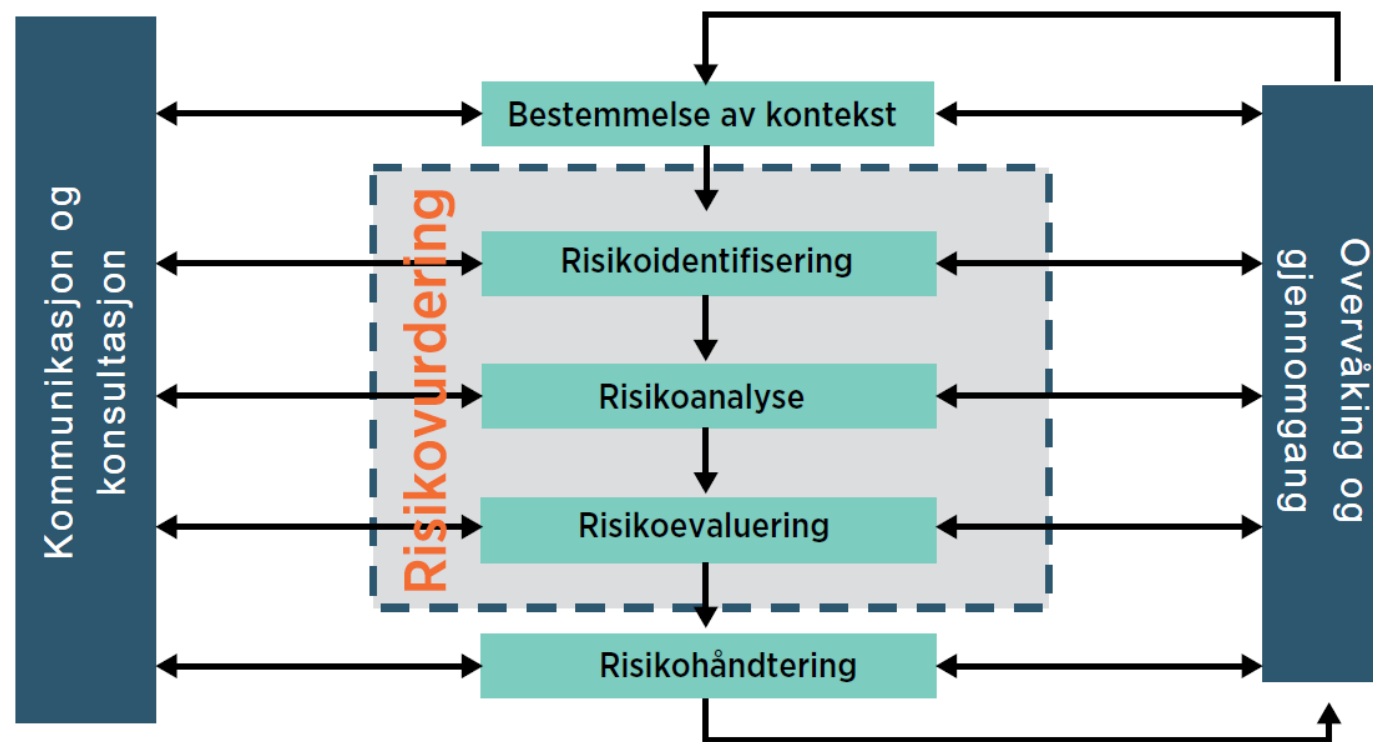 Kommunikasjon og
konsultasjon
Bestemmelse av kontekst
Risikovurdering
Risikoidentifisering
Risikoanalyse
Risikoevaluering
Risikohåndtering
Overvåking og
gjennomgang